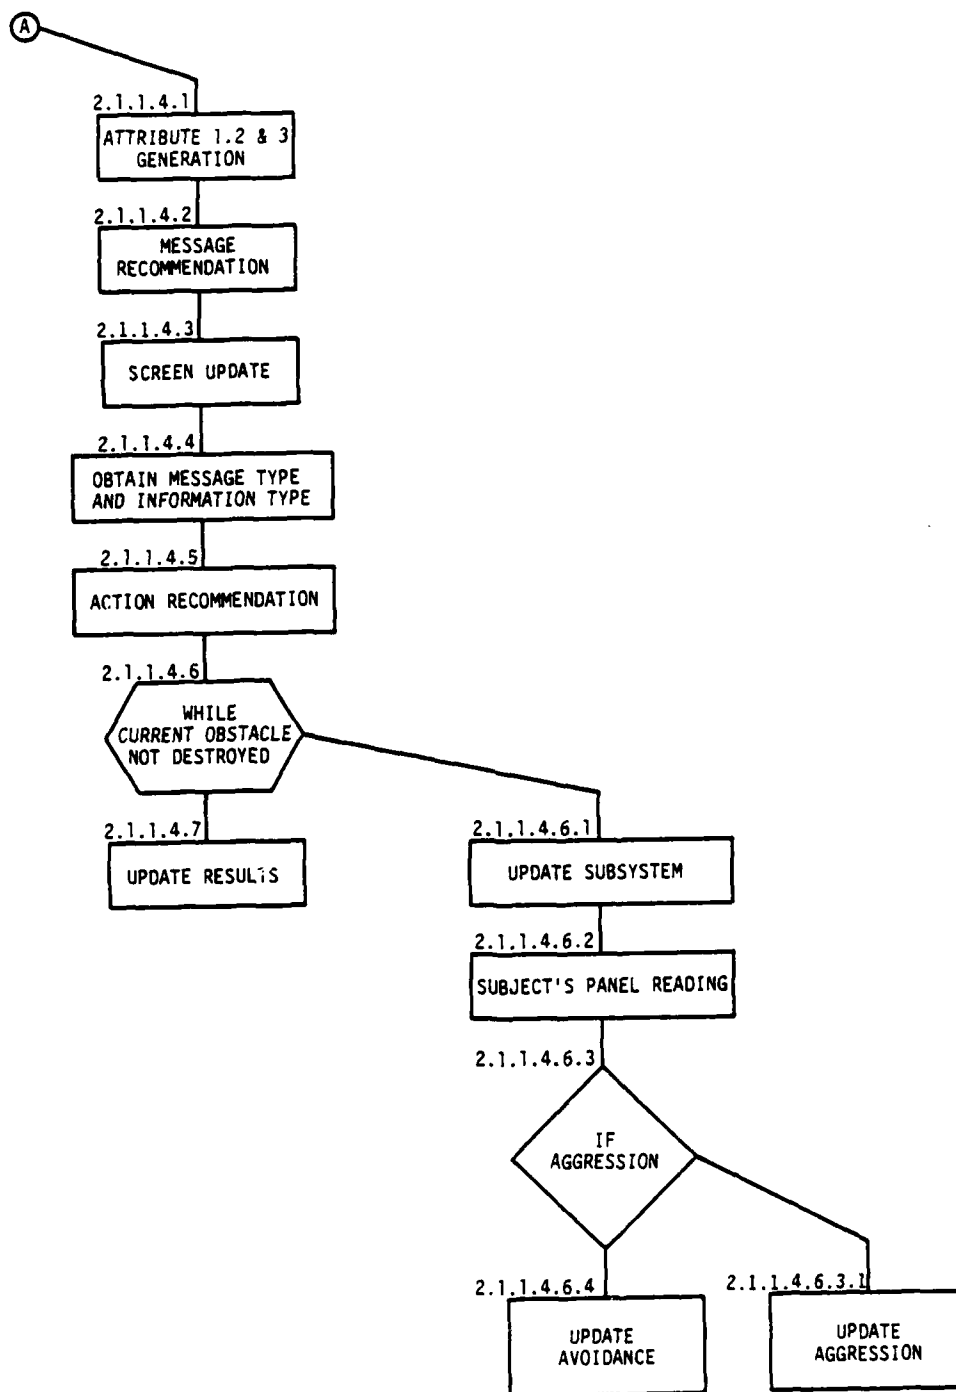 A
2.1.1.4.1
ATTRIBUTE 1.2 & 3
GENERATION
2.1.1.4.2
MESSAGE
RECOMMENDATION
2.1.1.4.3
SCREEN UPDATE
2.1.1.4.4
OBTAIN MESSAGE TYPE
AND INFORMATION TYPE
2.1.1.4.5
ACTION RECOMMENDATION
2.1.1.4.6
WHILE
CURRENT OBSTACLE
NOT DESTROYED
2.1.1.4.7
UPDATE RESULTS
2.1.1.4.6.1
UPDATE SUBSYSTEM
2.1.1.4.6.2
SUBJECT'S PANEL READING
2.1.1.4.6.3
IF
AGGRESSION
2.1.1.4.6.4
UPDATE
AVOIDANCE
2.1.1.4.6.3.1
UPDATE
AGGRESSION